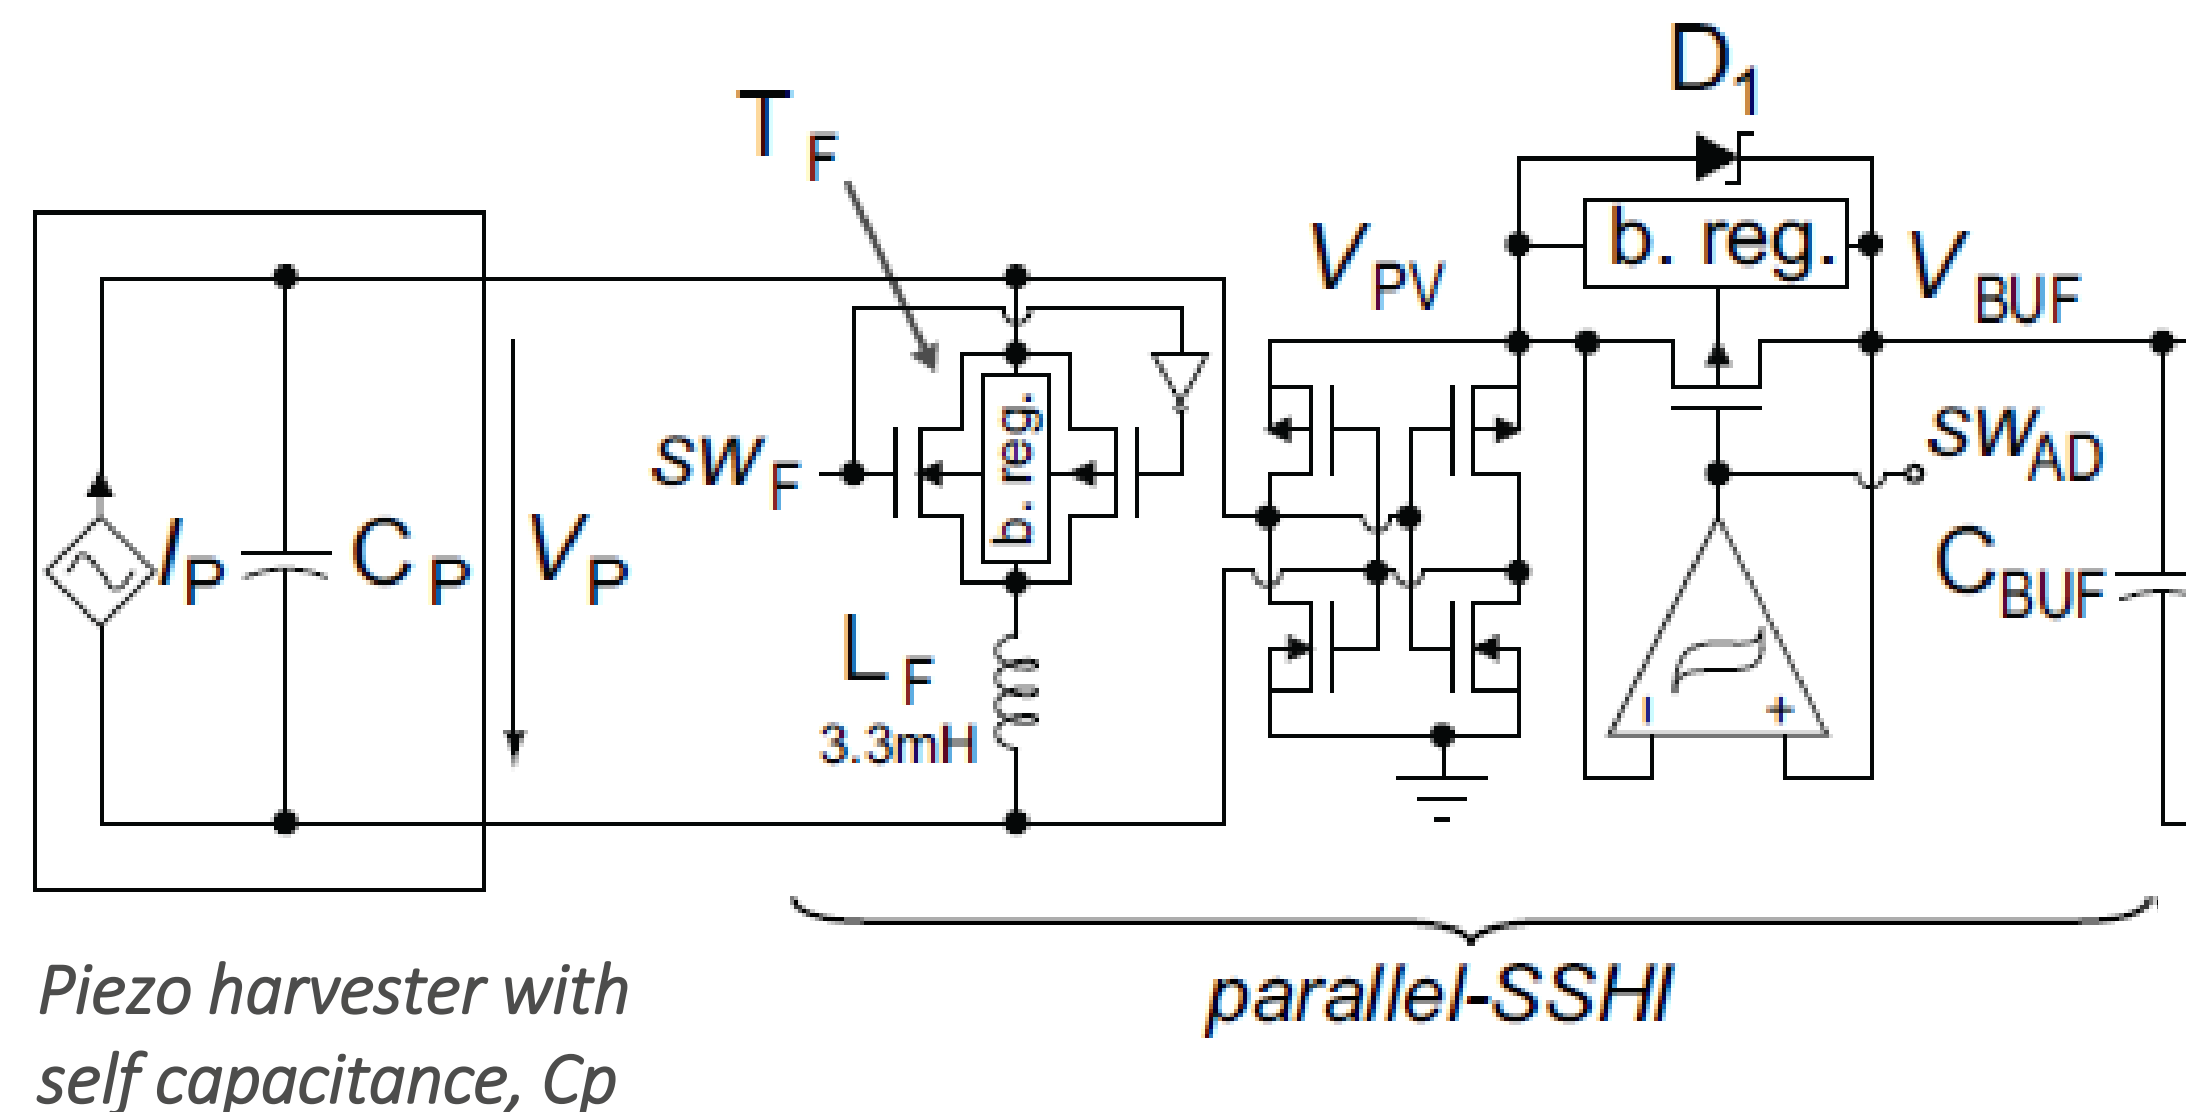 D1
TF
b. reg.
VPV
VBUF
b. reg.
swF
swAD
IP
CP
VP
CBUF
LF
3.3mH
- +
parallel-SSHI
Piezo harvester with
self capacitance, Cp